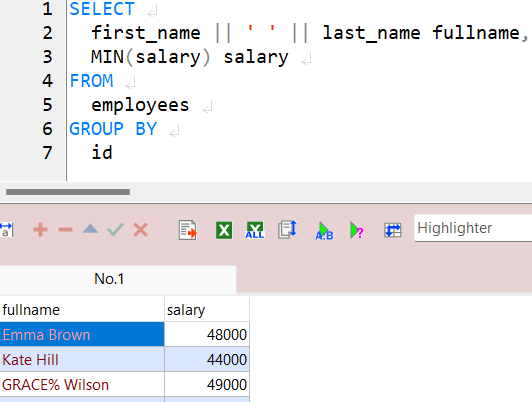 1 SELECT
2 first_name || ' ' || last_name fullname,
3 MIN(salary) salary
4 FROM
5 employees
6 GROUP BY
7 id
a
ALL
A:B
?
Highlighter
No.1
fullname salary
Emma Brown 48000
Kate Hill 44000
GRACE% Wilson 49000